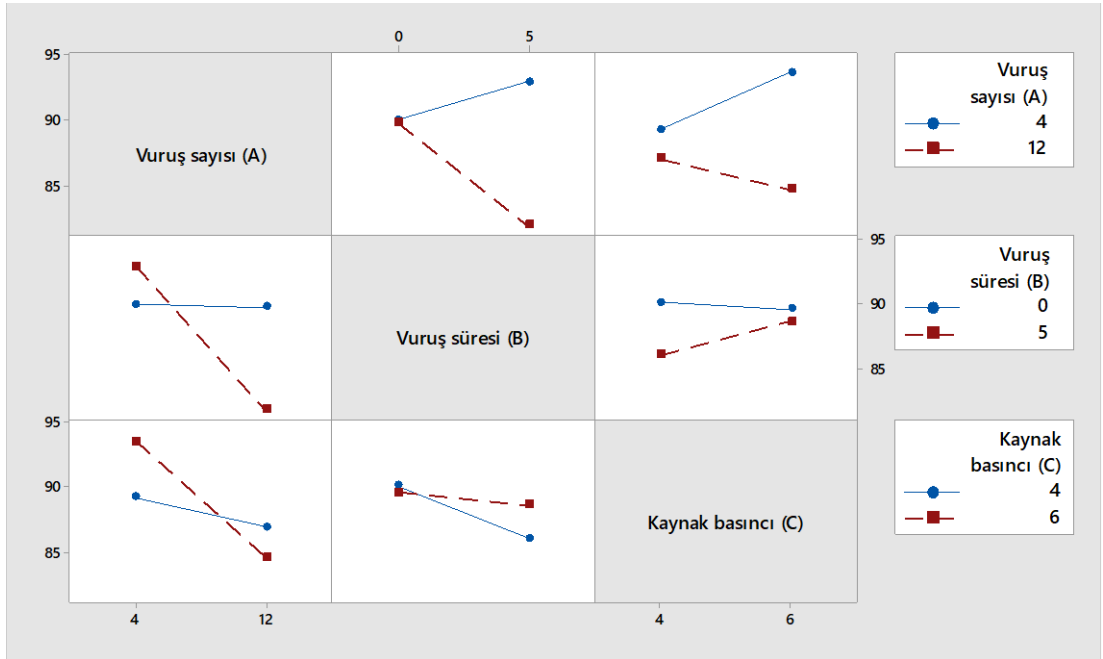 0 5
95
90
85
Vuruş sayısı (A)
Vuruş
sayısı (A)
4
12
Vuruş süresi (B)
95
90
85
Vuruş
süresi (B)
0
5
95
90
85
Kaynak basıncı (C)
Kaynak
basıncı (C)
4
6
4 12 4 6